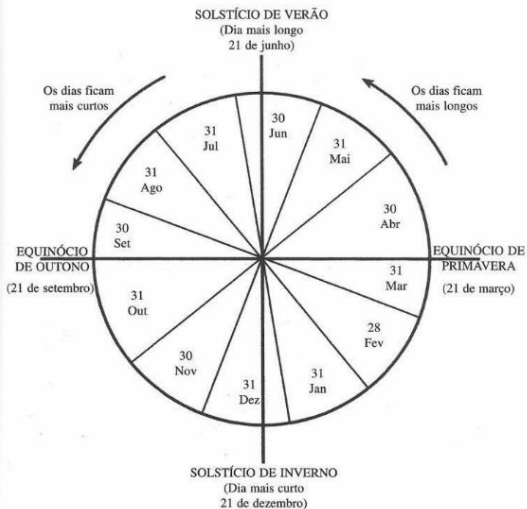 SOLSTÍCIO DE VERÃO
(Dia mais longo
21 de junho)
Os dias ficam
mais curtos
Os dias ficam
mais longos
30
Jun
31
Jul
31
Mai
31
Ago
30
Abr
30
Set
EQUINÓCIO
DE OUTONO
(21 de setembro)
EQUINÓCIO DE
PRIMAVERA
(21 de março)
31
Mar
31
Out
28
Fev
30
Nov
31
Jan
31
Dez
SOLSTÍCIO DE INVERNO
(Dia mais curto
21 de dezembro)